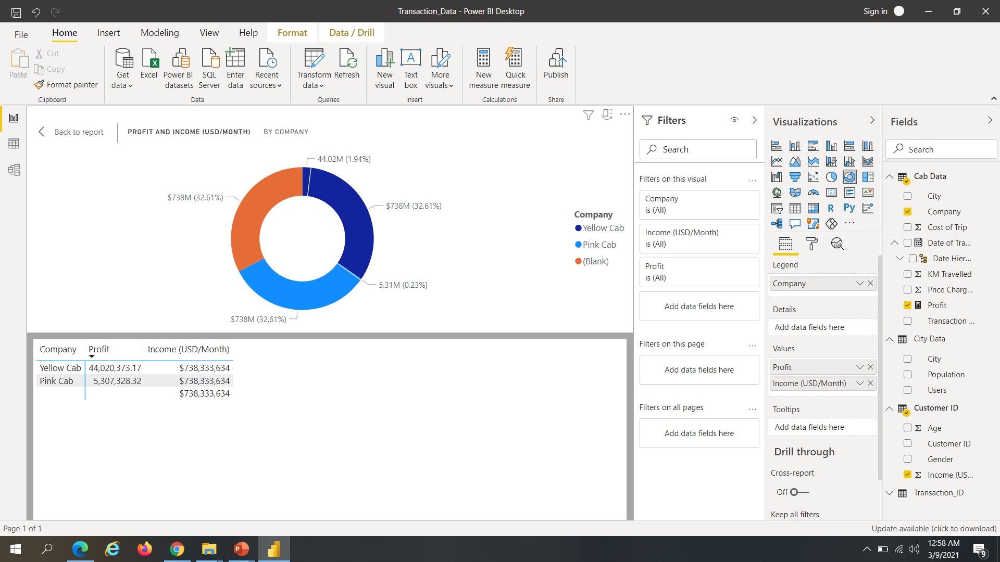 Transaction_Data - Power BI Desktop
Sign in
File
Home
Insert
Modeling
View
Help
Format
Data / Drill
Paste
Cut
Copy
Format painter
Clipboard
Get data
Excel
Power BI datasets
SQL Server
Enter data
Recent sources
Data
Transform data
Refresh
Queries
New visual
Text box
More visuals
Insert
New measure
Quick measure
Calculations
Publish
Share
Back to report
PROFIT AND INCOME (USD/MONTH)
BY COMPANY
44.02M (1.94%)
$738M (32.61%)
$738M (32.61%)
5.31M (0.23%)
$738M (32.61%)
Company
Yellow Cab
Pink Cab
(Blank)
Company Profit Income (USD/Month)
Yellow Cab 44,020,373.17 $738,333,634
Pink Cab 5,307,328.32 $738,333,634
$738,333,634
Filters
Search
Filters on this visual
...
Company
is (All)
Income (USD/Month)
is (All)
Profit
is (All)
Add data fields here
Filters on this page
...
Add data fields here
Filters on all pages
...
Add data fields here
Visualizations
123
R
Py
...
Legend
Company
Details
Add data fields here
Values
Profit
Income (USD/Month)
Tooltips
Add data fields here
Drill through
Cross-report
Off
Keep all filters
Fields
Search
Cab Data
City
Company
Σ Cost of Trip
Date of Tra...
Date Hier...
Σ KM Travelled
Σ Price Charg...
Profit
Transaction ...
City Data
City
Population
Users
Customer ID
Σ Age
Customer ID
Gender
Σ Income (US...
Transaction_ID
Page 1 of 1
Update available (click to download)
12:58 AM
3/9/2021
9